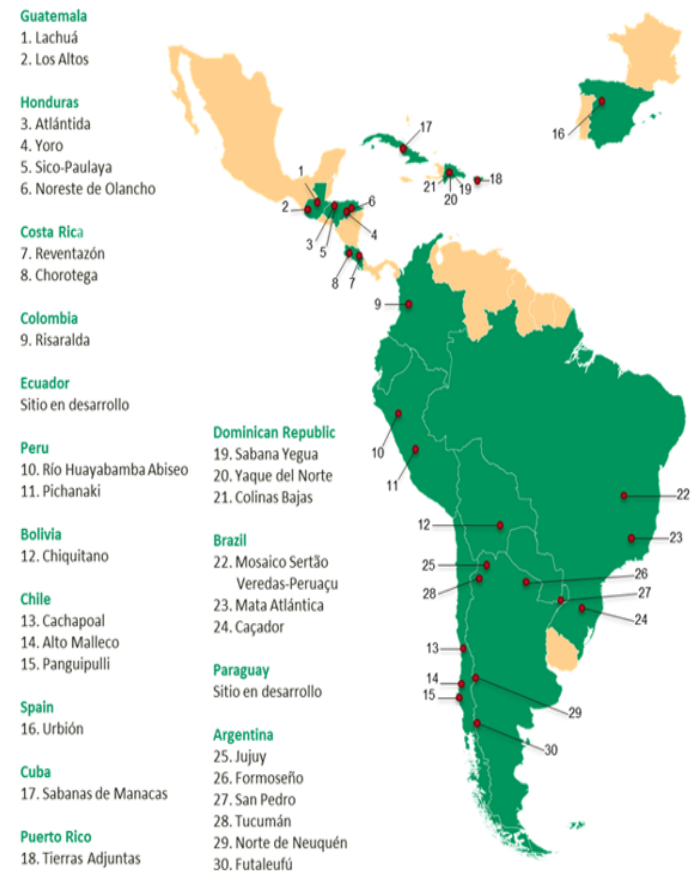 Guatemala
1. Lachuá
2. Los Altos
Honduras
3. Atlántida
4. Yoro
5. Sico-Paulaya
6. Noreste de Olancho
Costa Rica
7. Reventazón
8. Chorotega
Colombia
9. Risaralda
Ecuador
Sitio en desarrollo
Peru
10. Río Huayabamba Abiseo
11. Pichanaki
Bolivia
12. Chiquitano
Chile
13. Cachapoal
14. Alto Malleco
15. Panguipulli
Spain
16. Urbión
Cuba
17. Sabanas de Manacas
Puerto Rico
18. Tierras Adjuntas
Dominican Republic
19. Sabana Yegua
20. Yaque del Norte
21. Colinas Bajas
Brazil
22. Mosaico Sertão
Veredas-Peruaçu
23. Mata Atlántica
24. Caçador
Paraguay
Sitio en desarrollo
Argentina
25. Jujuy
26. Formoseño
27. San Pedro
28. Tucumán
29. Norte de Neuquén
30. Futaleufú
16
17
18
21
19
20
1
2
6
3
5
4
8
7
9
10
11
22
12
23
25
26
28
27
24
13
14
15
29
30